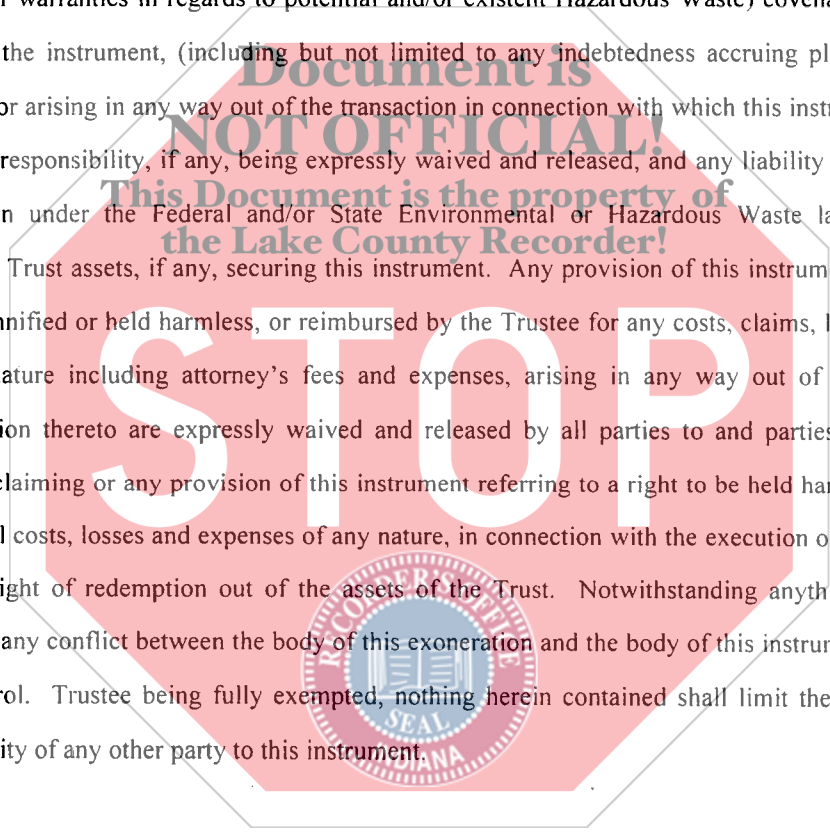 r warranties in regards to potential and/or existent Hazardous Waste) covena
the instrument, (including but not limited to any indebtedness accruing pl
or arising in any way out of the transaction in connection with which this instr
responsibility, if any, being expressly waived and released, and any liability
n under the Federal and/or State Environmental or Hazardous Waste la
Trust assets, if any, securing this instrument. Any provision of this instrum
nnified or held harmless, or reimbursed by the Trustee for any costs, claims, l
ature including attorney's fees and expenses, arising in any way out of
ion thereto are expressly waived and released by all parties to and parties
claiming or any provision of this instrument referring to a right to be held har
l costs, losses and expenses of any nature, in connection with the execution o
ight of redemption out of the assets of the Trust. Notwithstanding anyth
any conflict between the body of this exoneration and the body of this instrur
rol. Trustee being fully exempted, nothing herein contained shall limit the
ity of any other party to this instrument.
Document is
NOT OFFICIAL!
This Document is the property of
the Lake County Recorder!
STOP
RECORDER'S OFFICE
SEAL
INDIANA